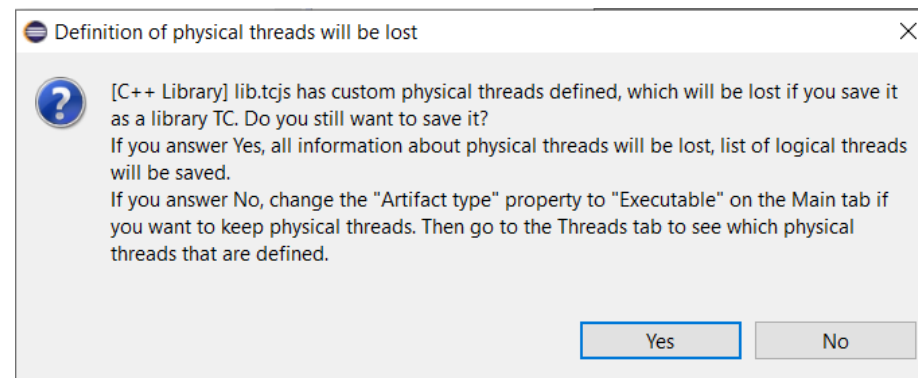 Definition of physical threads will be lost
[C++ Library] lib.tcjs has custom physical threads defined, which will be lost if you save it
as a library TC. Do you still want to save it?
If you answer Yes, all information about physical threads will be lost, list of logical threads
will be saved.
If you answer No, change the "Artifact type" property to "Executable" on the Main tab if
you want to keep physical threads. Then go to the Threads tab to see which physical
threads that are defined.
Yes
No